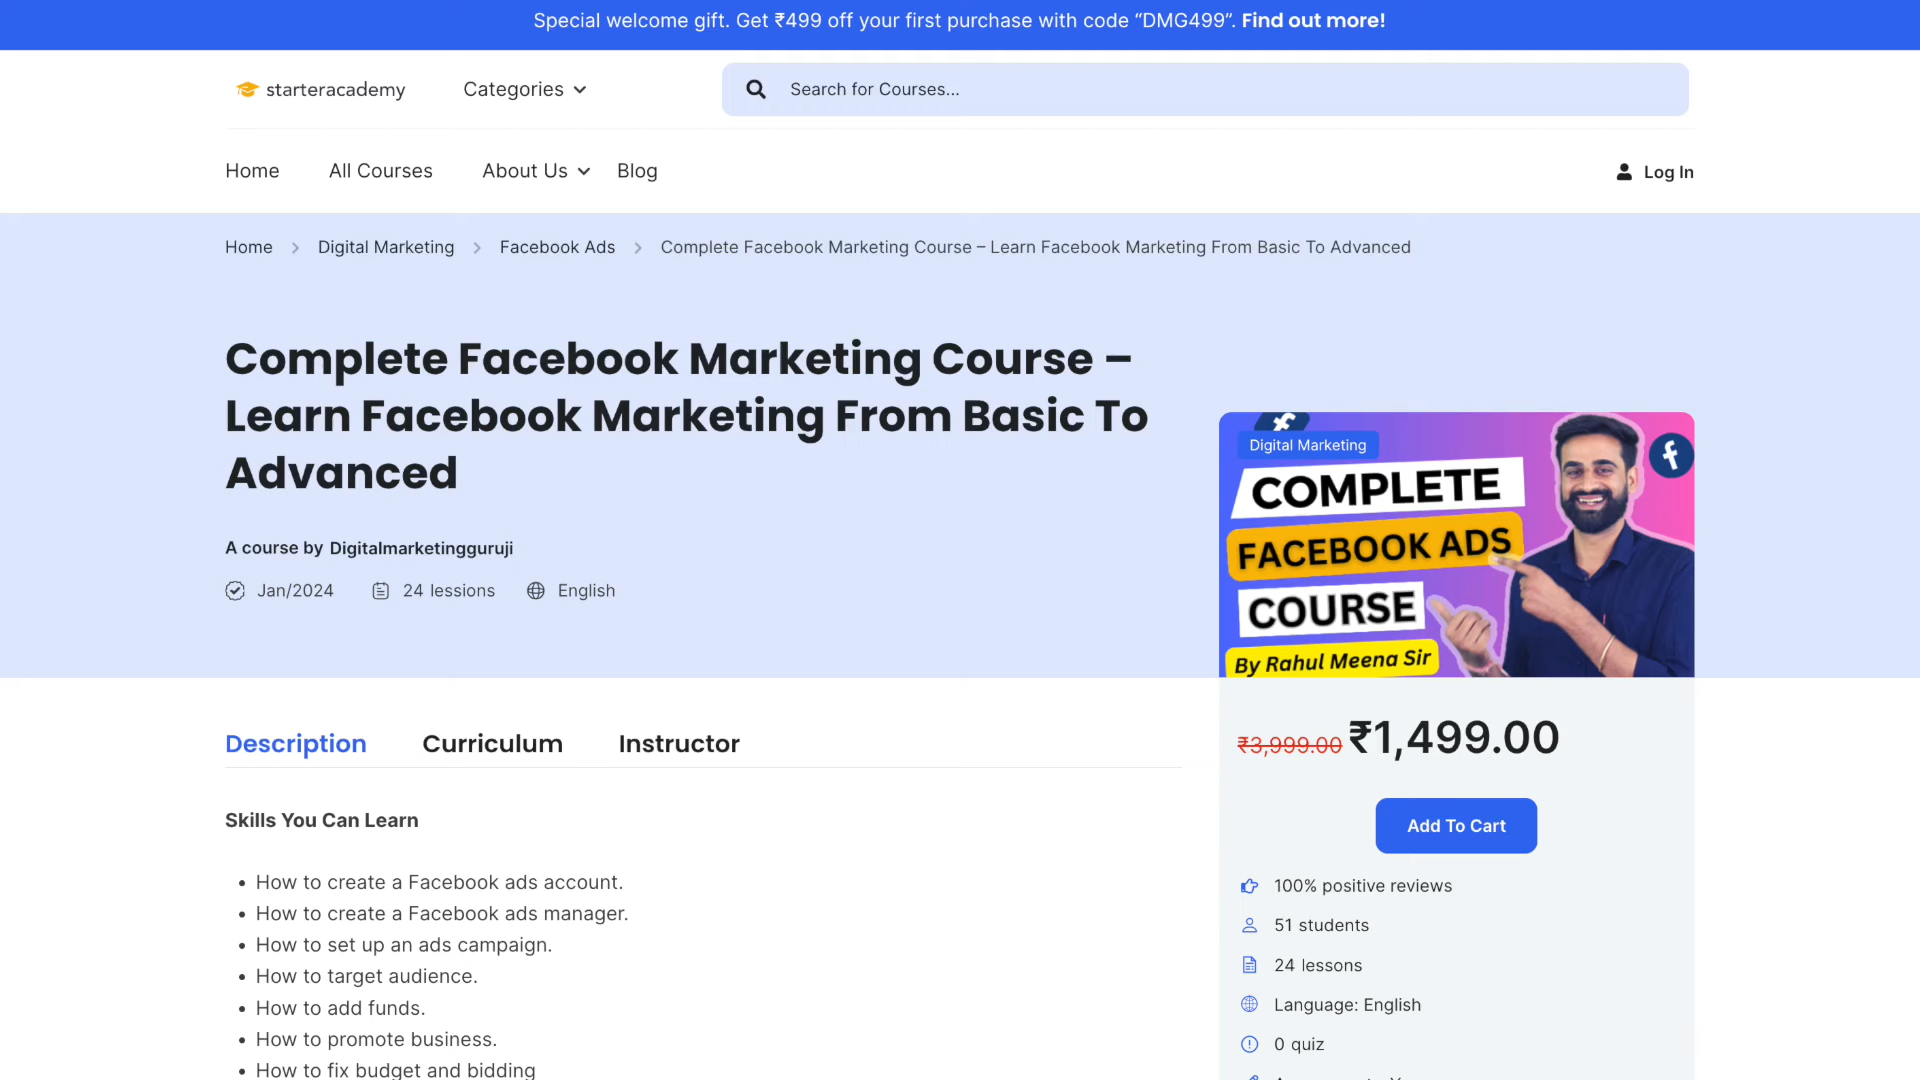 Special welcome gift. Get ₹499 off your first purchase with code “DMG499”. Find out more!
starteracademy
Categories
Search for Courses...
Home
All Courses
About Us
Blog
Log In
Home
Digital Marketing
Facebook Ads
Complete Facebook Marketing Course – Learn Facebook Marketing From Basic To Advanced
Complete Facebook Marketing Course –
Learn Facebook Marketing From Basic To
Advanced
A course by Digitalmarketingguruji
Jan/2024
24 lessions
English
Digital Marketing
COMPLETE
FACEBOOK ADS
COURSE
By Rahul Meena Sir
₹3,999.00 ₹1,499.00
Add To Cart
100% positive reviews
51 students
24 lessons
Language: English
0 quiz
Description
Curriculum
Instructor
Skills You Can Learn
• How to create a Facebook ads account.
• How to create a Facebook ads manager.
• How to set up an ads campaign.
• How to target audience.
• How to add funds.
• How to promote business.
• How to fix budget and bidding